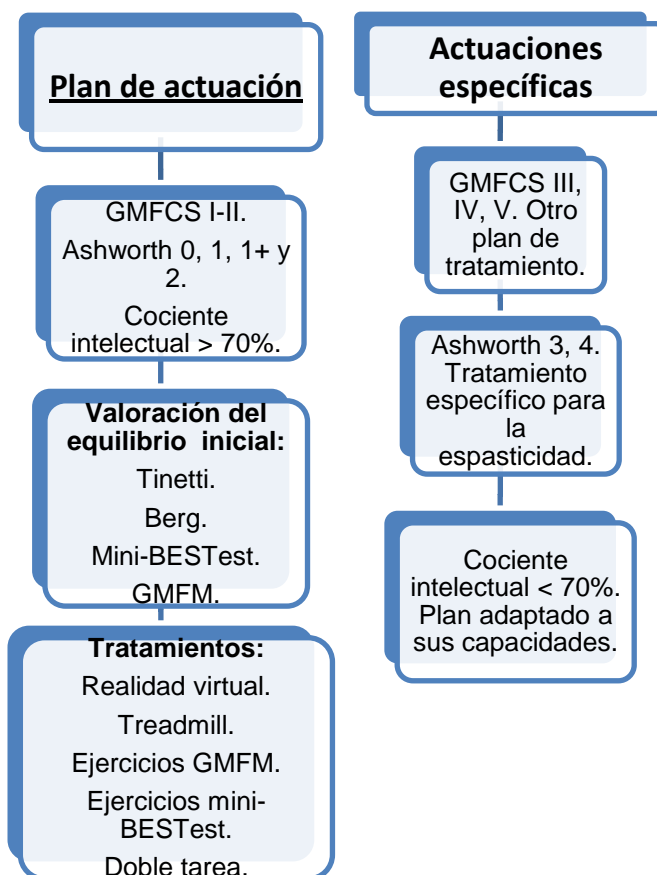 Plan de actuación
GMFCS I-II.
Ashworth 0, 1, 1+ y
2.
Cociente
intelectual > 70%.
Valoración del
equilibrio inicial:
Tinetti.
Berg.
Mini-BESTest.
GMFM.
Tratamientos:
Realidad virtual.
Treadmill.
Ejercicios GMFM.
Ejercicios mini-
BESTest.
Doble tarea.
Actuaciones
específicas
GMFCS III,
IV, V. Otro
plan de
tratamiento.
Ashworth 3, 4.
Tratamiento
específico para
la
espasticidad.
Cociente
intelectual < 70%.
Plan adaptado a
sus capacidades.